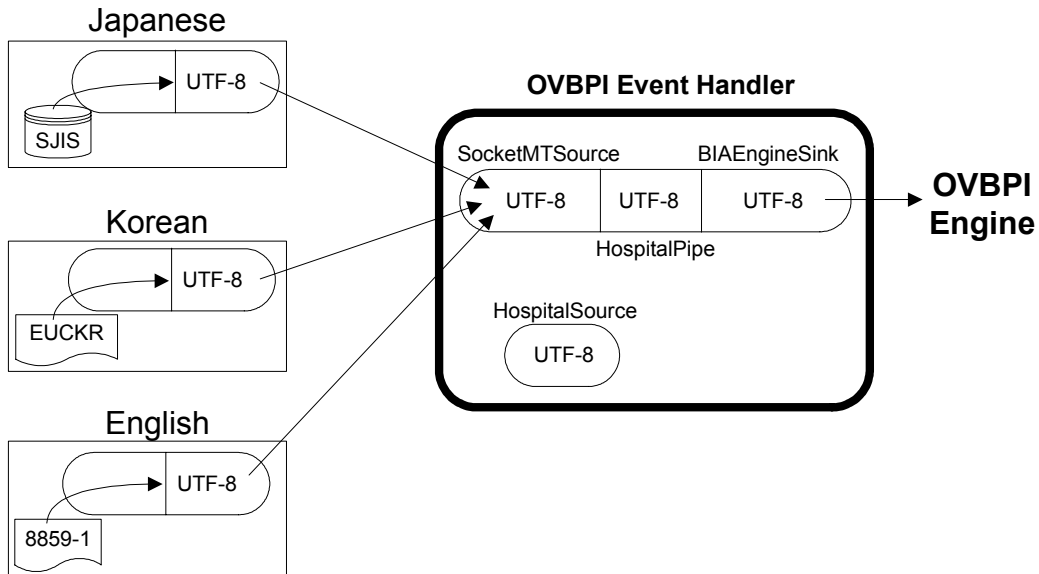 Japanese
UTF-8
SJIS
Korean
UTF-8
EUCKR
English
UTF-8
8859-1
OVBPI Event Handler
SocketMTSource
BIAEngineSink
UTF-8
UTF-8
UTF-8
HospitalPipe
HospitalSource
UTF-8
OVBPI
Engine